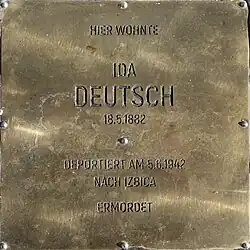 HIER WOHNTE
IDA
DEUTSCH
18.5.1882
DEPORTIERT AM 5.6.1942
NACH IZBICA
ERMORDET